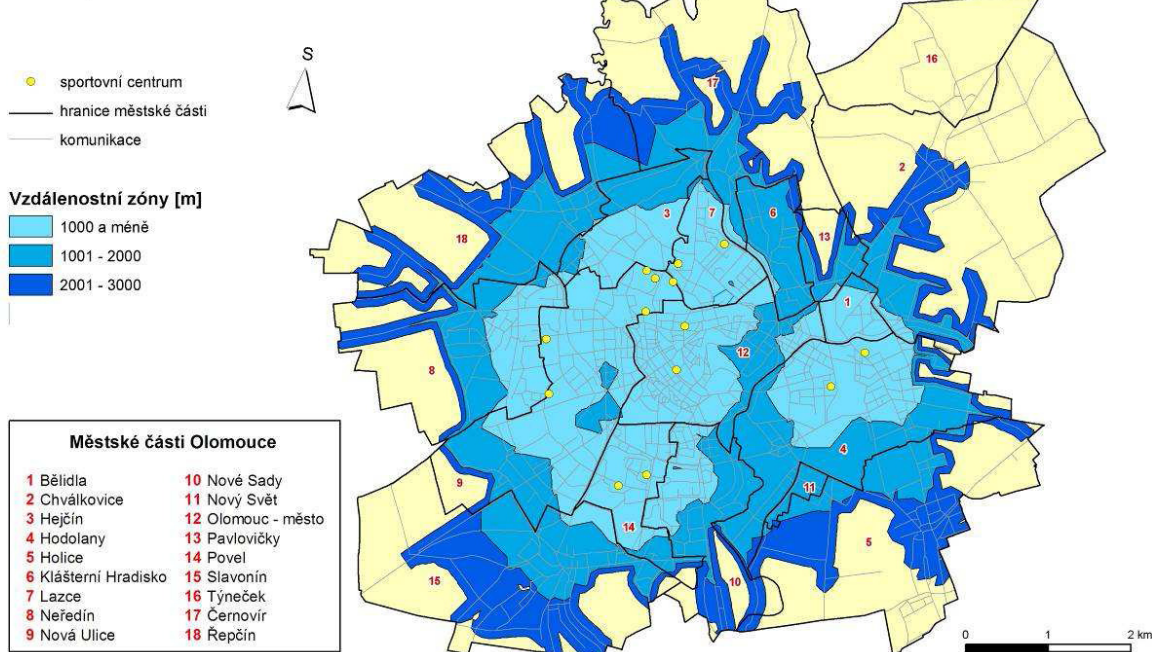 S
sportovní centrum
hranice městské části
komunikace
Vzdálenostní zóny [m]
1000 a méně
1001 - 2000
2001 - 3000
Městské části Olomouce
1 Bělidla
2 Chválkovice
3 Hejčín
4 Hodolany
5 Holice
6 Klášterní Hradisko
7 Lazce
8 Neředín
9 Nová Ulice
10 Nové Sady
11 Nový Svět
12 Olomouc - město
13 Pavlovičky
14 Povel
15 Slavonín
16 Týneček
17 Černovír
18 Řepčín
16
17
2
3
7
6
13
18
1
12
8
4
9
11
14
5
15
10
0 1 2 km